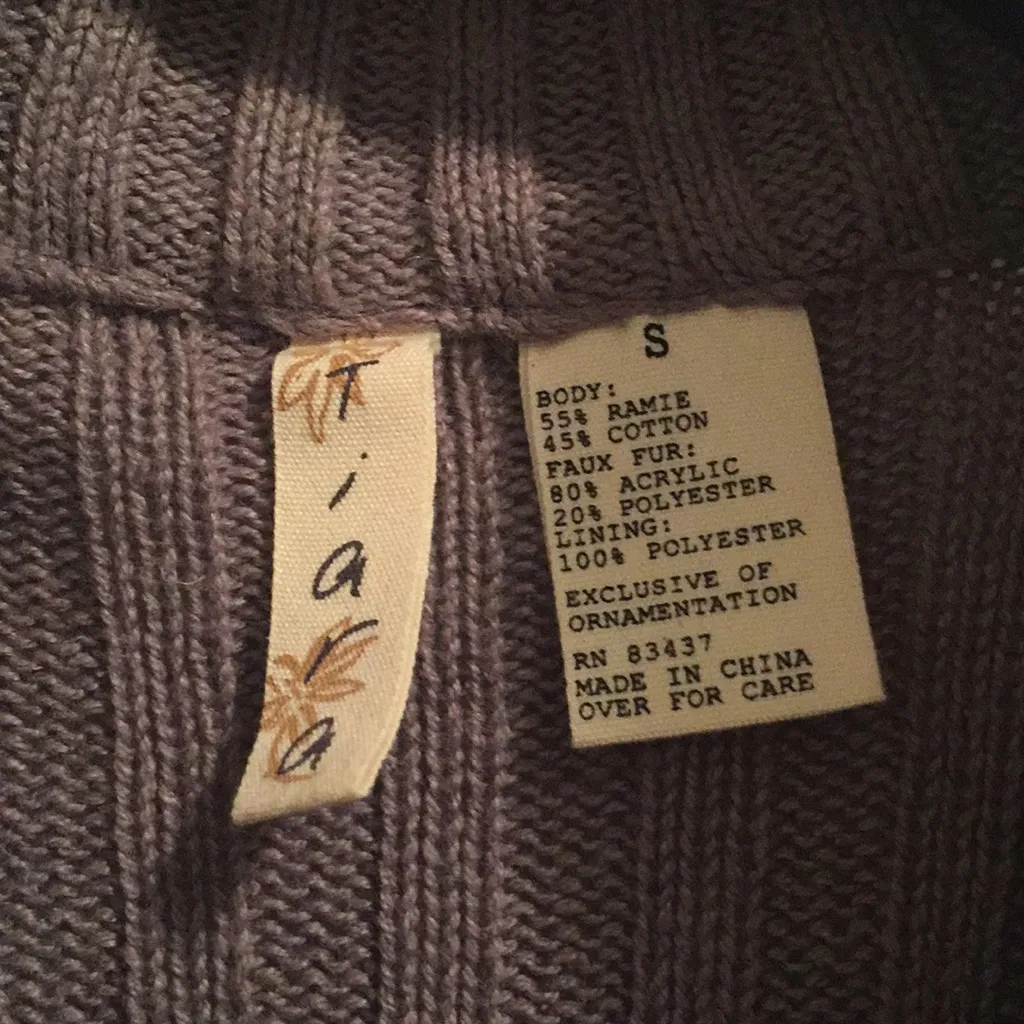 Tiara
S
BODY:
55% RAMIE
45% COTTON
FAUX FUR:
80% ACRYLIC
20% POLYESTER
LINING:
100% POLYESTER
EXCLUSIVE OF
ORNAMENTATION
RN 83437
MADE IN CHINA
OVER FOR CARE